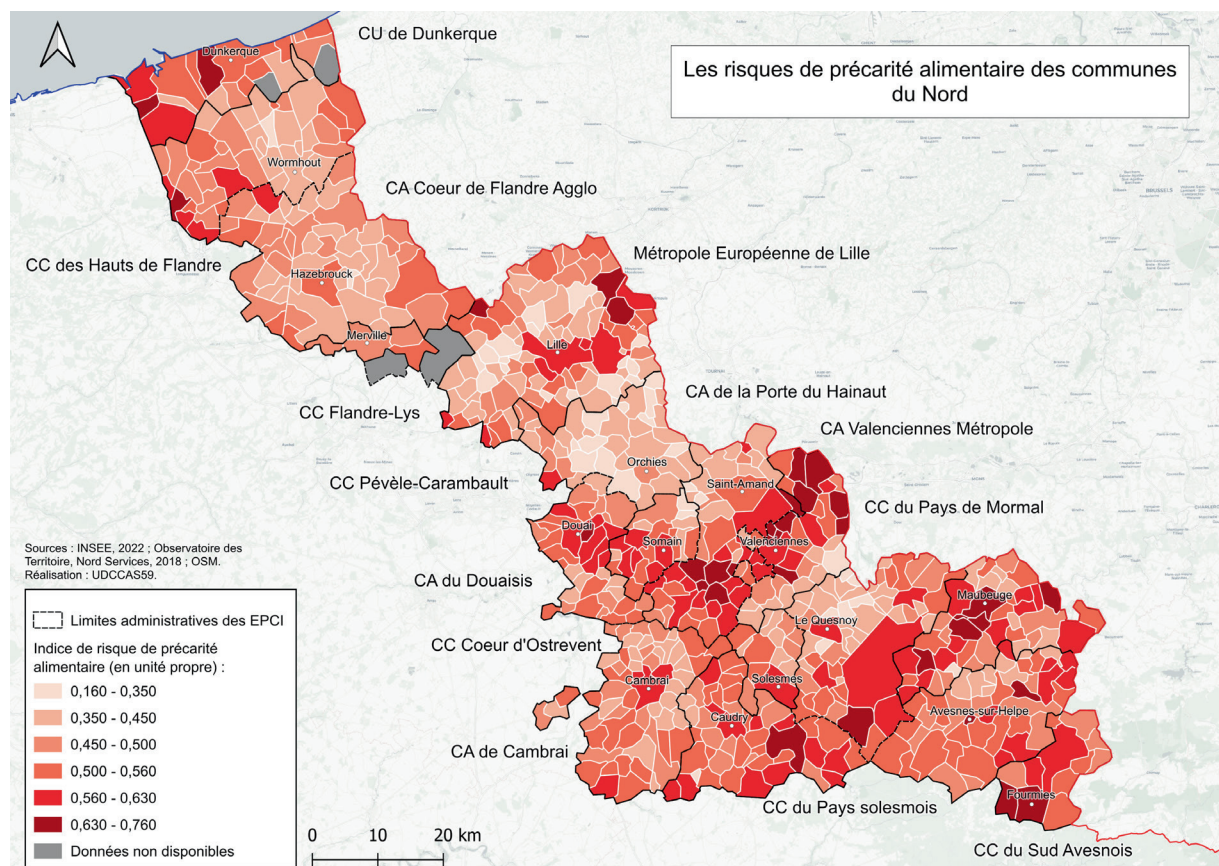 Les risques de précarité alimentaire des communes
du Nord
CU de Dunkerque
Dunkerque
Wormhout
CA Coeur de Flandre Agglo
CC des Hauts de Flandre
Hazebrouck
Métropole Européenne de Lille
Merville
Lille
CA de la Porte du Hainaut
CC Flandre-Lys
CA Valenciennes Métropole
Orchies
CC Pévèle-Carambault
Saint-Amand
CC du Pays de Mormal
Douai
Somain
Valenciennes
CA du Douaisis
Maubeuge
Le Quesnoy
CC Coeur d'Ostrevent
Cambrai
Solesmes
Caudry
Avesnes-sur-Helpe
CA de Cambrai
Fourmies
CC du Pays solesmois
CC du Sud Avesnois
BRUXELLES
Sources : INSEE, 2022 ; Observatoire des
Territoire, Nord Services, 2018 ; OSM.
Réalisation : UDCCAS59.
Limites administratives des EPCI
Indice de risque de précarité
alimentaire (en unité propre) :
0,160 - 0,350
0,350 - 0,450
0,450 - 0,500
0,500 - 0,560
0,560 - 0,630
0,630 - 0,760
Données non disponibles
0 10 20 km